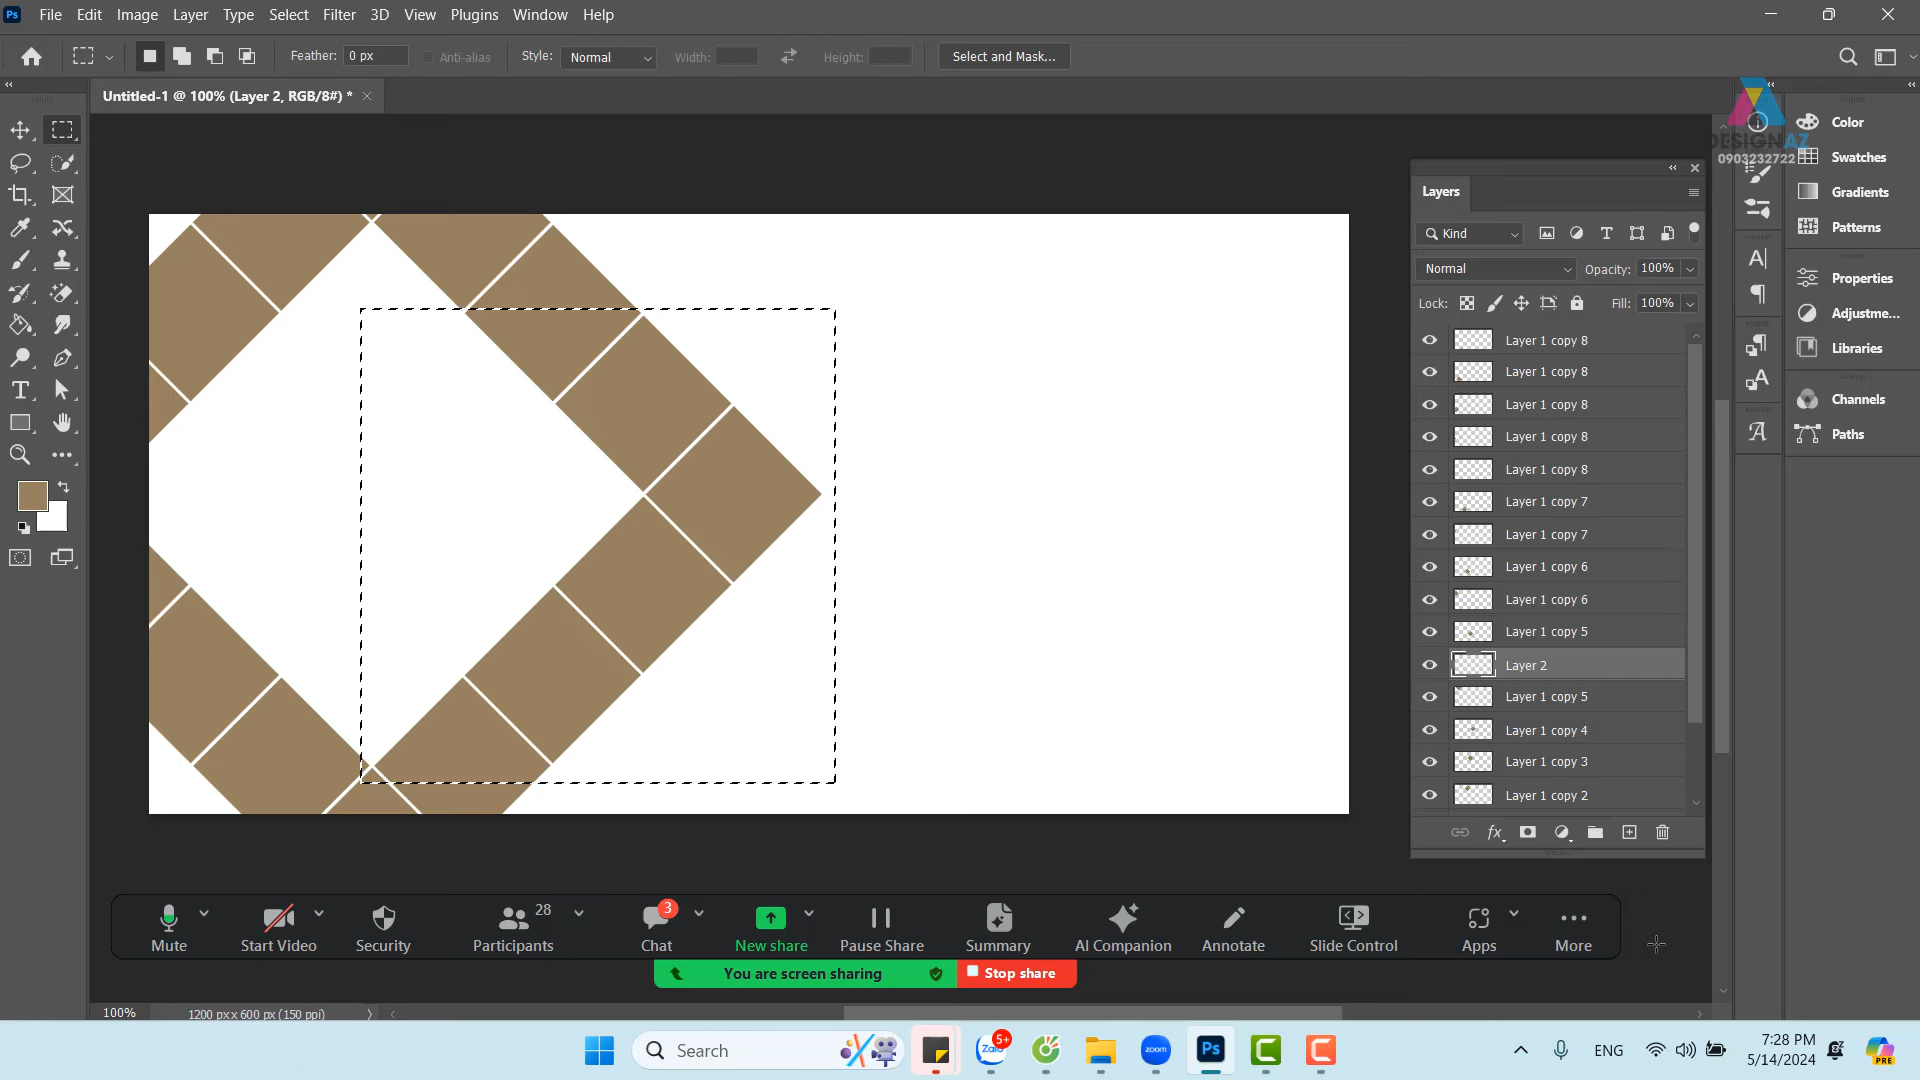 Ps File Edit Image Layer Type Select Filter 3D View Plugins Window Help
Feather: 0 px Anti-alias Style: Normal Width: Height: Select and Mask...
Untitled-1 @ 100% (Layer 2, RGB/8#) *
DESIGN AZ
0903232722
Color
Swatches
Gradients
Patterns
Properties
Adjustme...
Libraries
Channels
Paths
Layers
Kind
Normal Opacity: 100%
Lock: Fill: 100%
Layer 1 copy 8
Layer 1 copy 8
Layer 1 copy 8
Layer 1 copy 8
Layer 1 copy 8
Layer 1 copy 7
Layer 1 copy 7
Layer 1 copy 6
Layer 1 copy 6
Layer 1 copy 5
Layer 2
Layer 1 copy 5
Layer 1 copy 4
Layer 1 copy 3
Layer 1 copy 2
fx
28 3
Mute Start Video Security Participants Chat New share Pause Share Summary AI Companion Annotate Slide Control Apps More
You are screen sharing Stop share
100% 1200 px x 600 px (150 ppi)
Search Zalo 5+ zoom Ps ENG 7:28 PM
5/14/2024 PRE